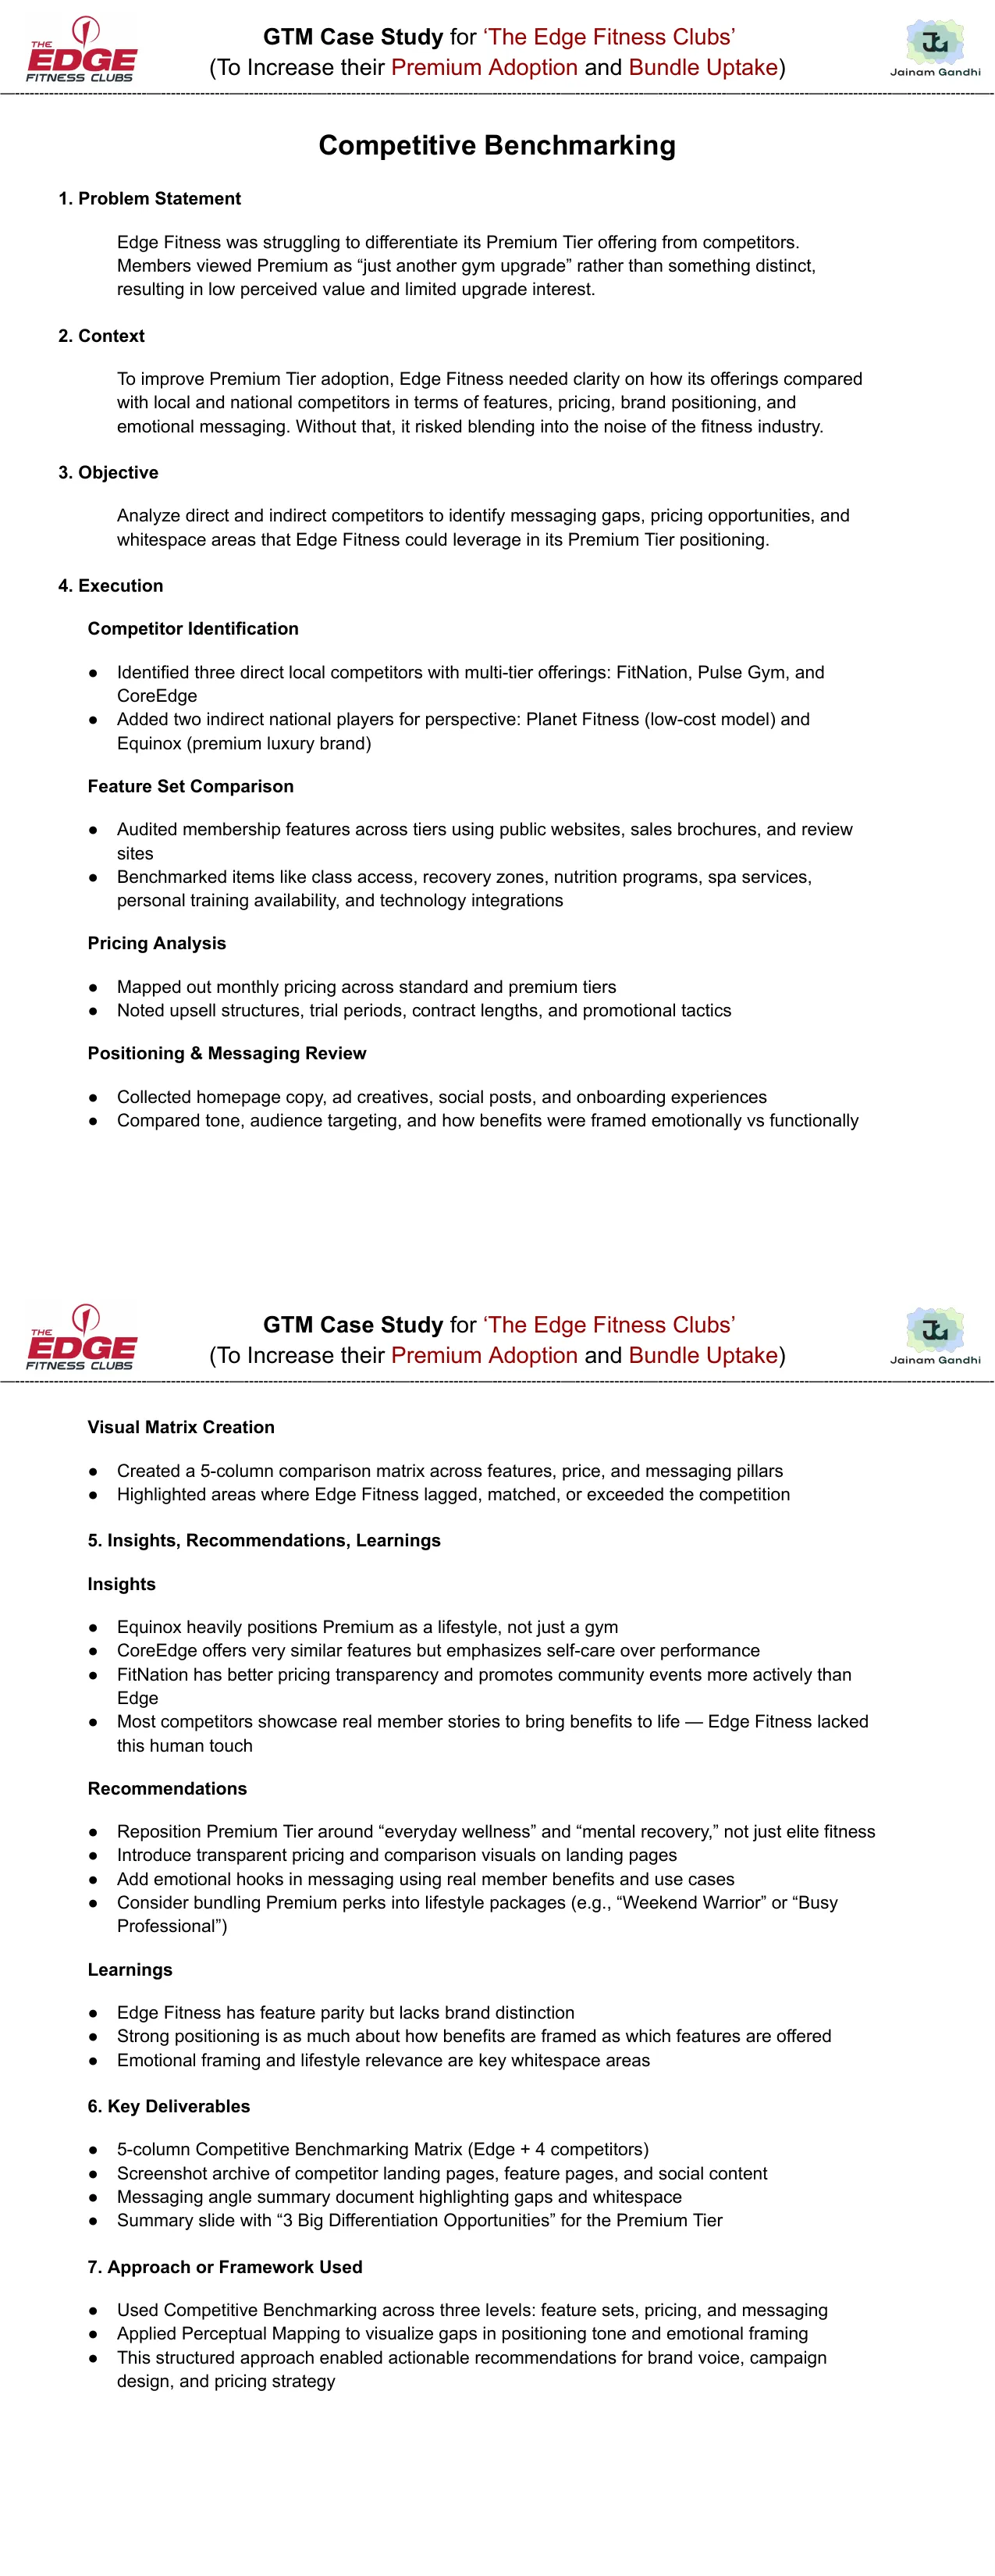 THE
EDGE
FITNESS CLUBS
GTM Case Study for ‘The Edge Fitness Clubs’
(To Increase their Premium Adoption and Bundle Uptake)
JG
Jainam Gandhi
Competitive Benchmarking
1. Problem Statement
Edge Fitness was struggling to differentiate its Premium Tier offering from competitors.
Members viewed Premium as “just another gym upgrade” rather than something distinct,
resulting in low perceived value and limited upgrade interest.
2. Context
To improve Premium Tier adoption, Edge Fitness needed clarity on how its offerings compared
with local and national competitors in terms of features, pricing, brand positioning, and
emotional messaging. Without that, it risked blending into the noise of the fitness industry.
3. Objective
Analyze direct and indirect competitors to identify messaging gaps, pricing opportunities, and
whitespace areas that Edge Fitness could leverage in its Premium Tier positioning.
4. Execution
Competitor Identification
● Identified three direct local competitors with multi-tier offerings: FitNation, Pulse Gym, and
CoreEdge
● Added two indirect national players for perspective: Planet Fitness (low-cost model) and
Equinox (premium luxury brand)
Feature Set Comparison
● Audited membership features across tiers using public websites, sales brochures, and review
sites
● Benchmarked items like class access, recovery zones, nutrition programs, spa services,
personal training availability, and technology integrations
Pricing Analysis
● Mapped out monthly pricing across standard and premium tiers
● Noted upsell structures, trial periods, contract lengths, and promotional tactics
Positioning & Messaging Review
● Collected homepage copy, ad creatives, social posts, and onboarding experiences
● Compared tone, audience targeting, and how benefits were framed emotionally vs functionally
THE
EDGE
FITNESS CLUBS
GTM Case Study for ‘The Edge Fitness Clubs’
(To Increase their Premium Adoption and Bundle Uptake)
JG
Jainam Gandhi
Visual Matrix Creation
● Created a 5-column comparison matrix across features, price, and messaging pillars
● Highlighted areas where Edge Fitness lagged, matched, or exceeded the competition
5. Insights, Recommendations, Learnings
Insights
● Equinox heavily positions Premium as a lifestyle, not just a gym
● CoreEdge offers very similar features but emphasizes self-care over performance
● FitNation has better pricing transparency and promotes community events more actively than
Edge
● Most competitors showcase real member stories to bring benefits to life — Edge Fitness lacked
this human touch
Recommendations
● Reposition Premium Tier around “everyday wellness” and “mental recovery,” not just elite fitness
● Introduce transparent pricing and comparison visuals on landing pages
● Add emotional hooks in messaging using real member benefits and use cases
● Consider bundling Premium perks into lifestyle packages (e.g., “Weekend Warrior” or “Busy
Professional”)
Learnings
● Edge Fitness has feature parity but lacks brand distinction
● Strong positioning is as much about how benefits are framed as which features are offered
● Emotional framing and lifestyle relevance are key whitespace areas
6. Key Deliverables
● 5-column Competitive Benchmarking Matrix (Edge + 4 competitors)
● Screenshot archive of competitor landing pages, feature pages, and social content
● Messaging angle summary document highlighting gaps and whitespace
● Summary slide with “3 Big Differentiation Opportunities” for the Premium Tier
7. Approach or Framework Used
● Used Competitive Benchmarking across three levels: feature sets, pricing, and messaging
● Applied Perceptual Mapping to visualize gaps in positioning tone and emotional framing
● This structured approach enabled actionable recommendations for brand voice, campaign
design, and pricing strategy